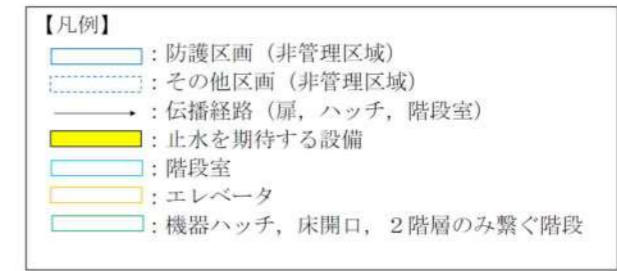 【凡例】
：防護区画（非管理区域）
：その他区画（非管理区域）
：伝播経路（扉，ハッチ，階段室）
：止水を期待する設備
：階段室
：エレベータ
：機器ハッチ，床開口，２階層のみ繋ぐ階段